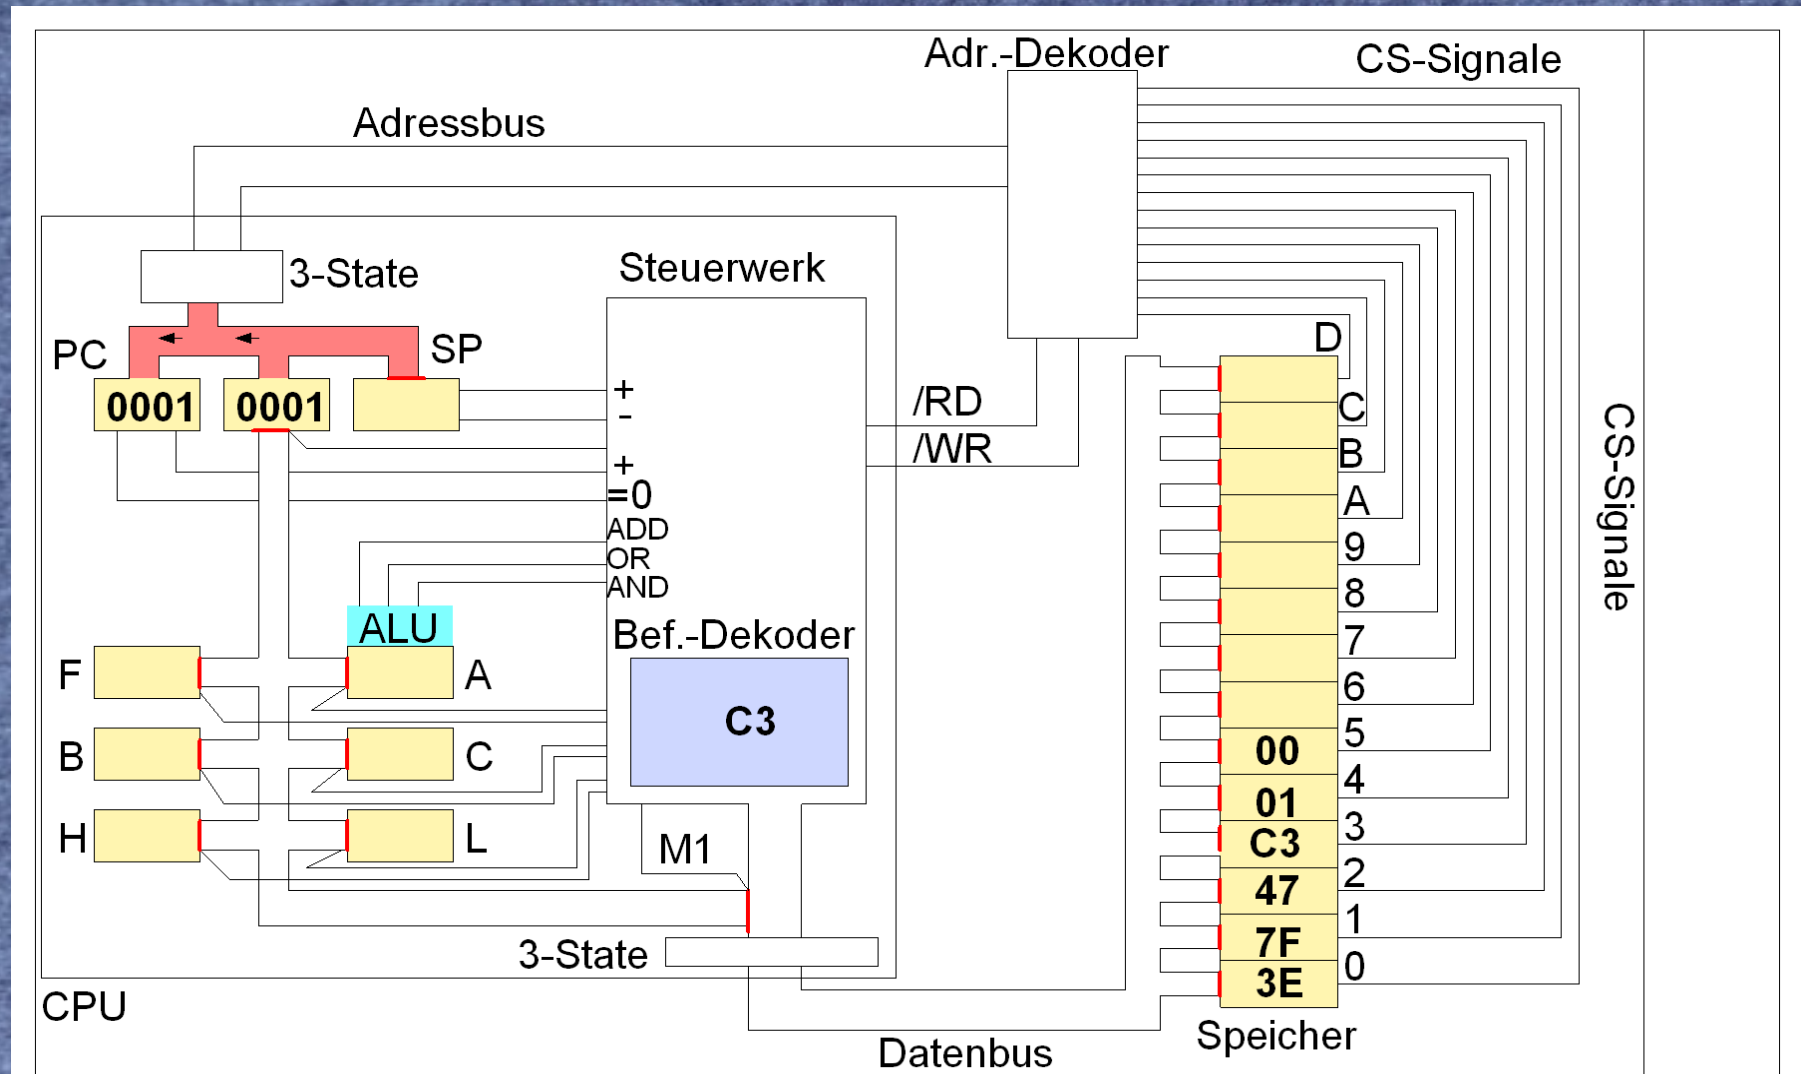 Adr.-Dekoder
CS-Signale
Adressbus
3-State
Steuerwerk
PC
SP
0001
0001
+
-
/RD
/WR
+
=0
ADD
OR
AND
ALU
Bef.-Dekoder
C3
F
A
B
C
H
L
M1
3-State
CPU
Datenbus
D
C
B
A
9
8
7
6
5
00
4
01
3
C3
2
47
1
7F
0
3E
Speicher
CS-Signale